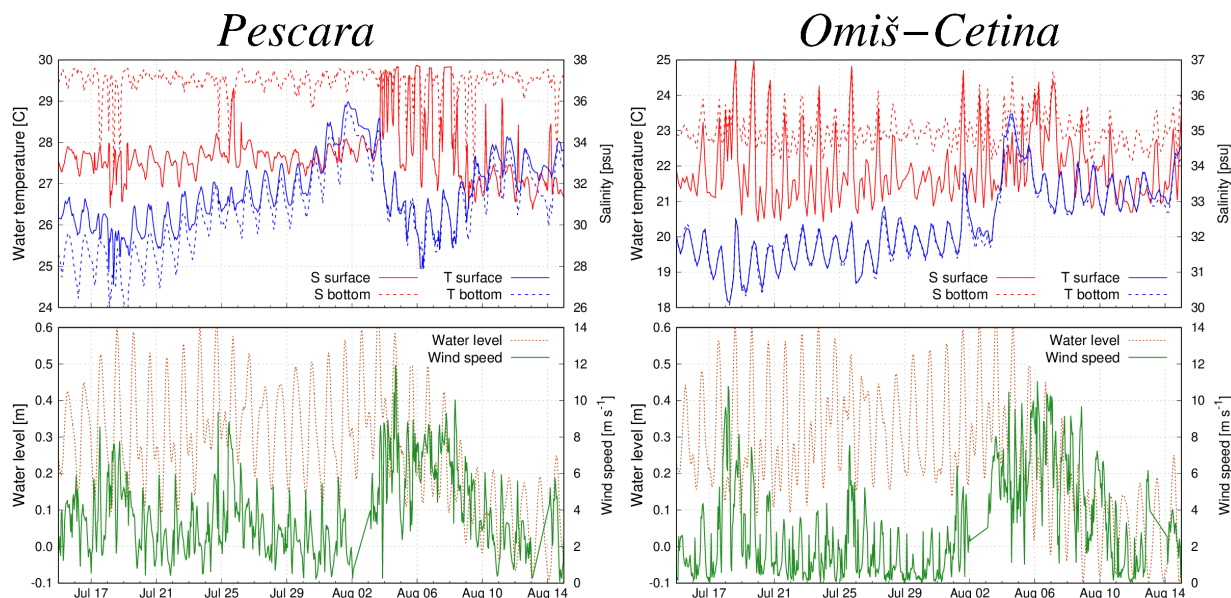 Pescara
Omiš−Cetina
30
29
28
27
26
25
24
Water temperature [C]
38
36
34
32
30
28
26
Salinity [psu]
S surface
S bottom
T surface
T bottom
25
24
23
22
21
20
19
18
Water temperature [C]
37
36
35
34
33
32
31
30
Salinity [psu]
S surface
S bottom
T surface
T bottom
0.6
0.5
0.4
0.3
0.2
0.1
0.0
-0.1
Water level [m]
14
12
10
8
6
4
2
0
Wind speed [m s-1]
Water level
Wind speed
Jul 17 Jul 21 Jul 25 Jul 29 Aug 02 Aug 06 Aug 10 Aug 14
0.6
0.5
0.4
0.3
0.2
0.1
0.0
-0.1
Water level [m]
14
12
10
8
6
4
2
0
Wind speed [m s-1]
Water level
Wind speed
Jul 17 Jul 21 Jul 25 Jul 29 Aug 02 Aug 06 Aug 10 Aug 14